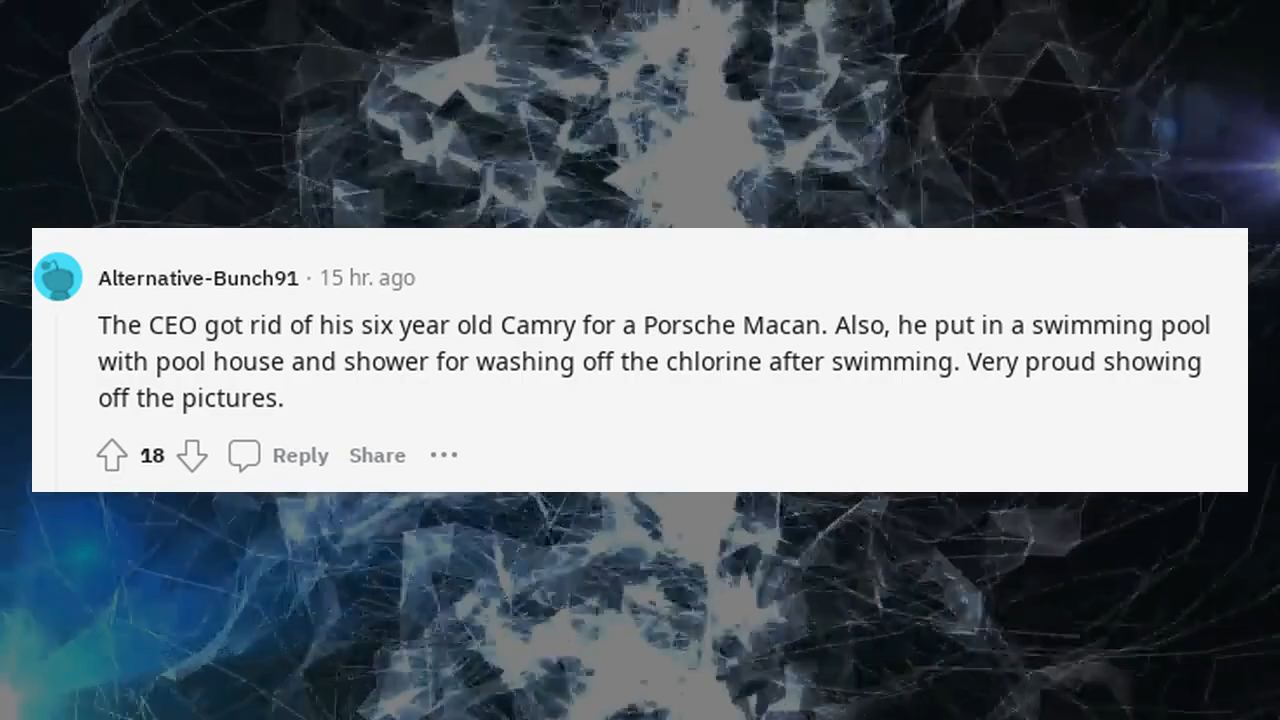 Alternative-Bunch91 · 15 hr. ago
The CEO got rid of his six year old Camry for a Porsche Macan. Also, he put in a swimming pool
with pool house and shower for washing off the chlorine after swimming. Very proud showing
off the pictures.
18 Reply Share ···